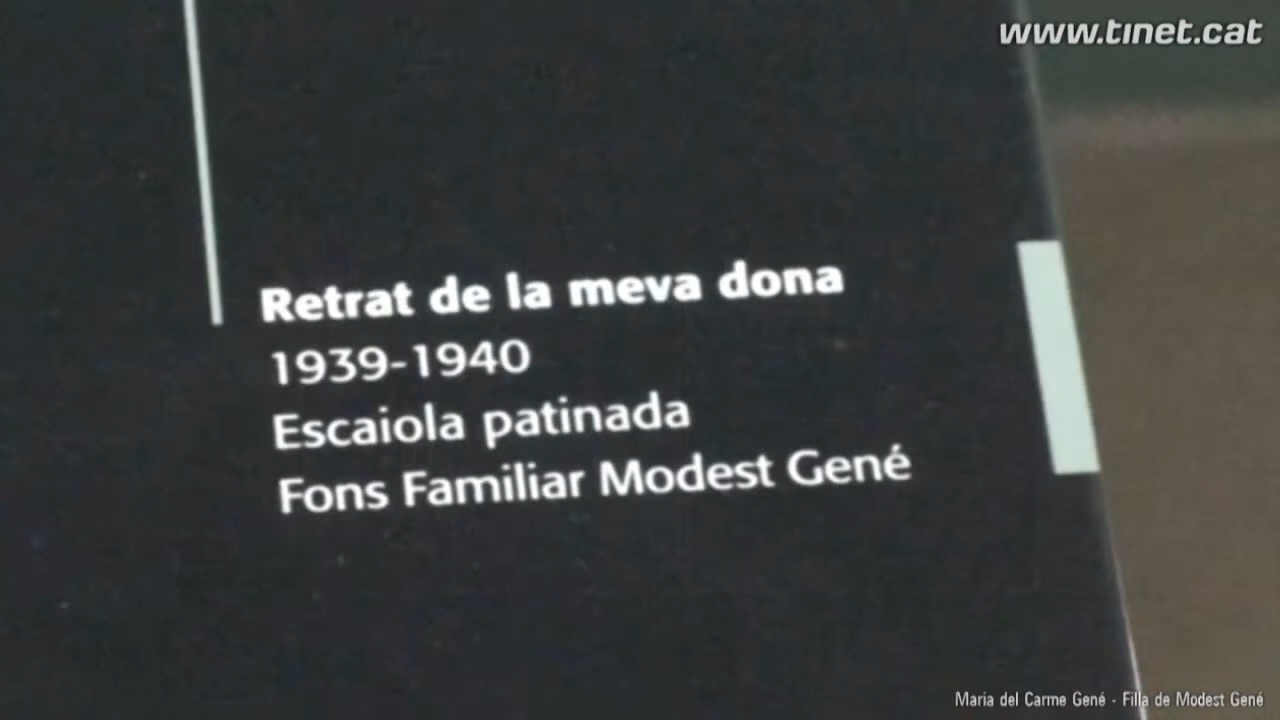 www.tinet.cat
Retrat de la meva dona
1939-1940
Escaiola patinada
Fons Familiar Modest Gené
Maria del Carme Gené - Filla de Modest Gené